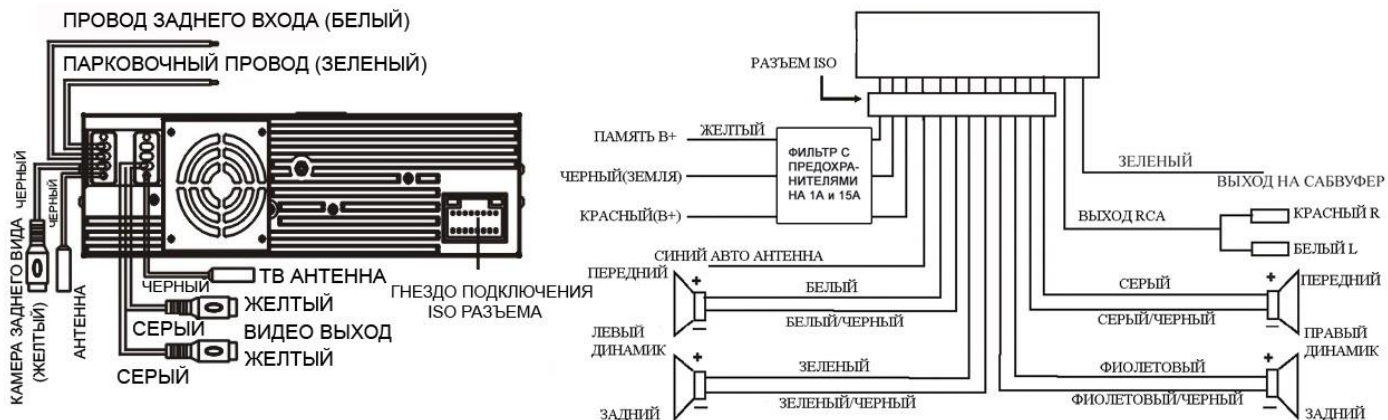 ПРОВОД ЗАДНЕГО ВХОДА (БЕЛЫЙ)
ПАРКОВОЧНЫЙ ПРОВОД (ЗЕЛЕНЫЙ)
ЧЕРНЫЙ
ЧЕРНЫЙ
КАМЕРА ЗАДНЕГО ВИДА
(ЖЕЛТЫЙ)
АНТЕННА
ЧЕРНЫЙ
ТВ АНТЕННА
ЖЕЛТЫЙ
СЕРЫЙ
ВИДЕО ВЫХОД
ЖЕЛТЫЙ
СЕРЫЙ
ГНЕЗДО ПОДКЛЮЧЕНИЯ
ISO РАЗЪЕМА
РАЗЪЕМ ISO
ПАМЯТЬ B+
ЖЕЛТЫЙ
ЧЕРНЫЙ(ЗЕМЛЯ)
КРАСНЫЙ(B+)
ФИЛЬТР С
ПРЕДОХРА-
НИТЕЛЯМИ
НА 1А и 15А
СИНИЙ АВТО АНТЕННА
ПЕРЕДНИЙ
+
БЕЛЫЙ
–
БЕЛЫЙ/ЧЕРНЫЙ
ЛЕВЫЙ
ДИНАМИК
+
ЗЕЛЕНЫЙ
–
ЗЕЛЕНЫЙ/ЧЕРНЫЙ
ЗАДНИЙ
ЗЕЛЕНЫЙ
ВЫХОД НА САБВУФЕР
ВЫХОД RCA
КРАСНЫЙ R
БЕЛЫЙ L
СЕРЫЙ
+
ПЕРЕДНИЙ
СЕРЫЙ/ЧЕРНЫЙ
–
ПРАВЫЙ
ДИНАМИК
ФИОЛЕТОВЫЙ
+
ФИОЛЕТОВЫЙ/ЧЕРНЫЙ
–
ЗАДНИЙ